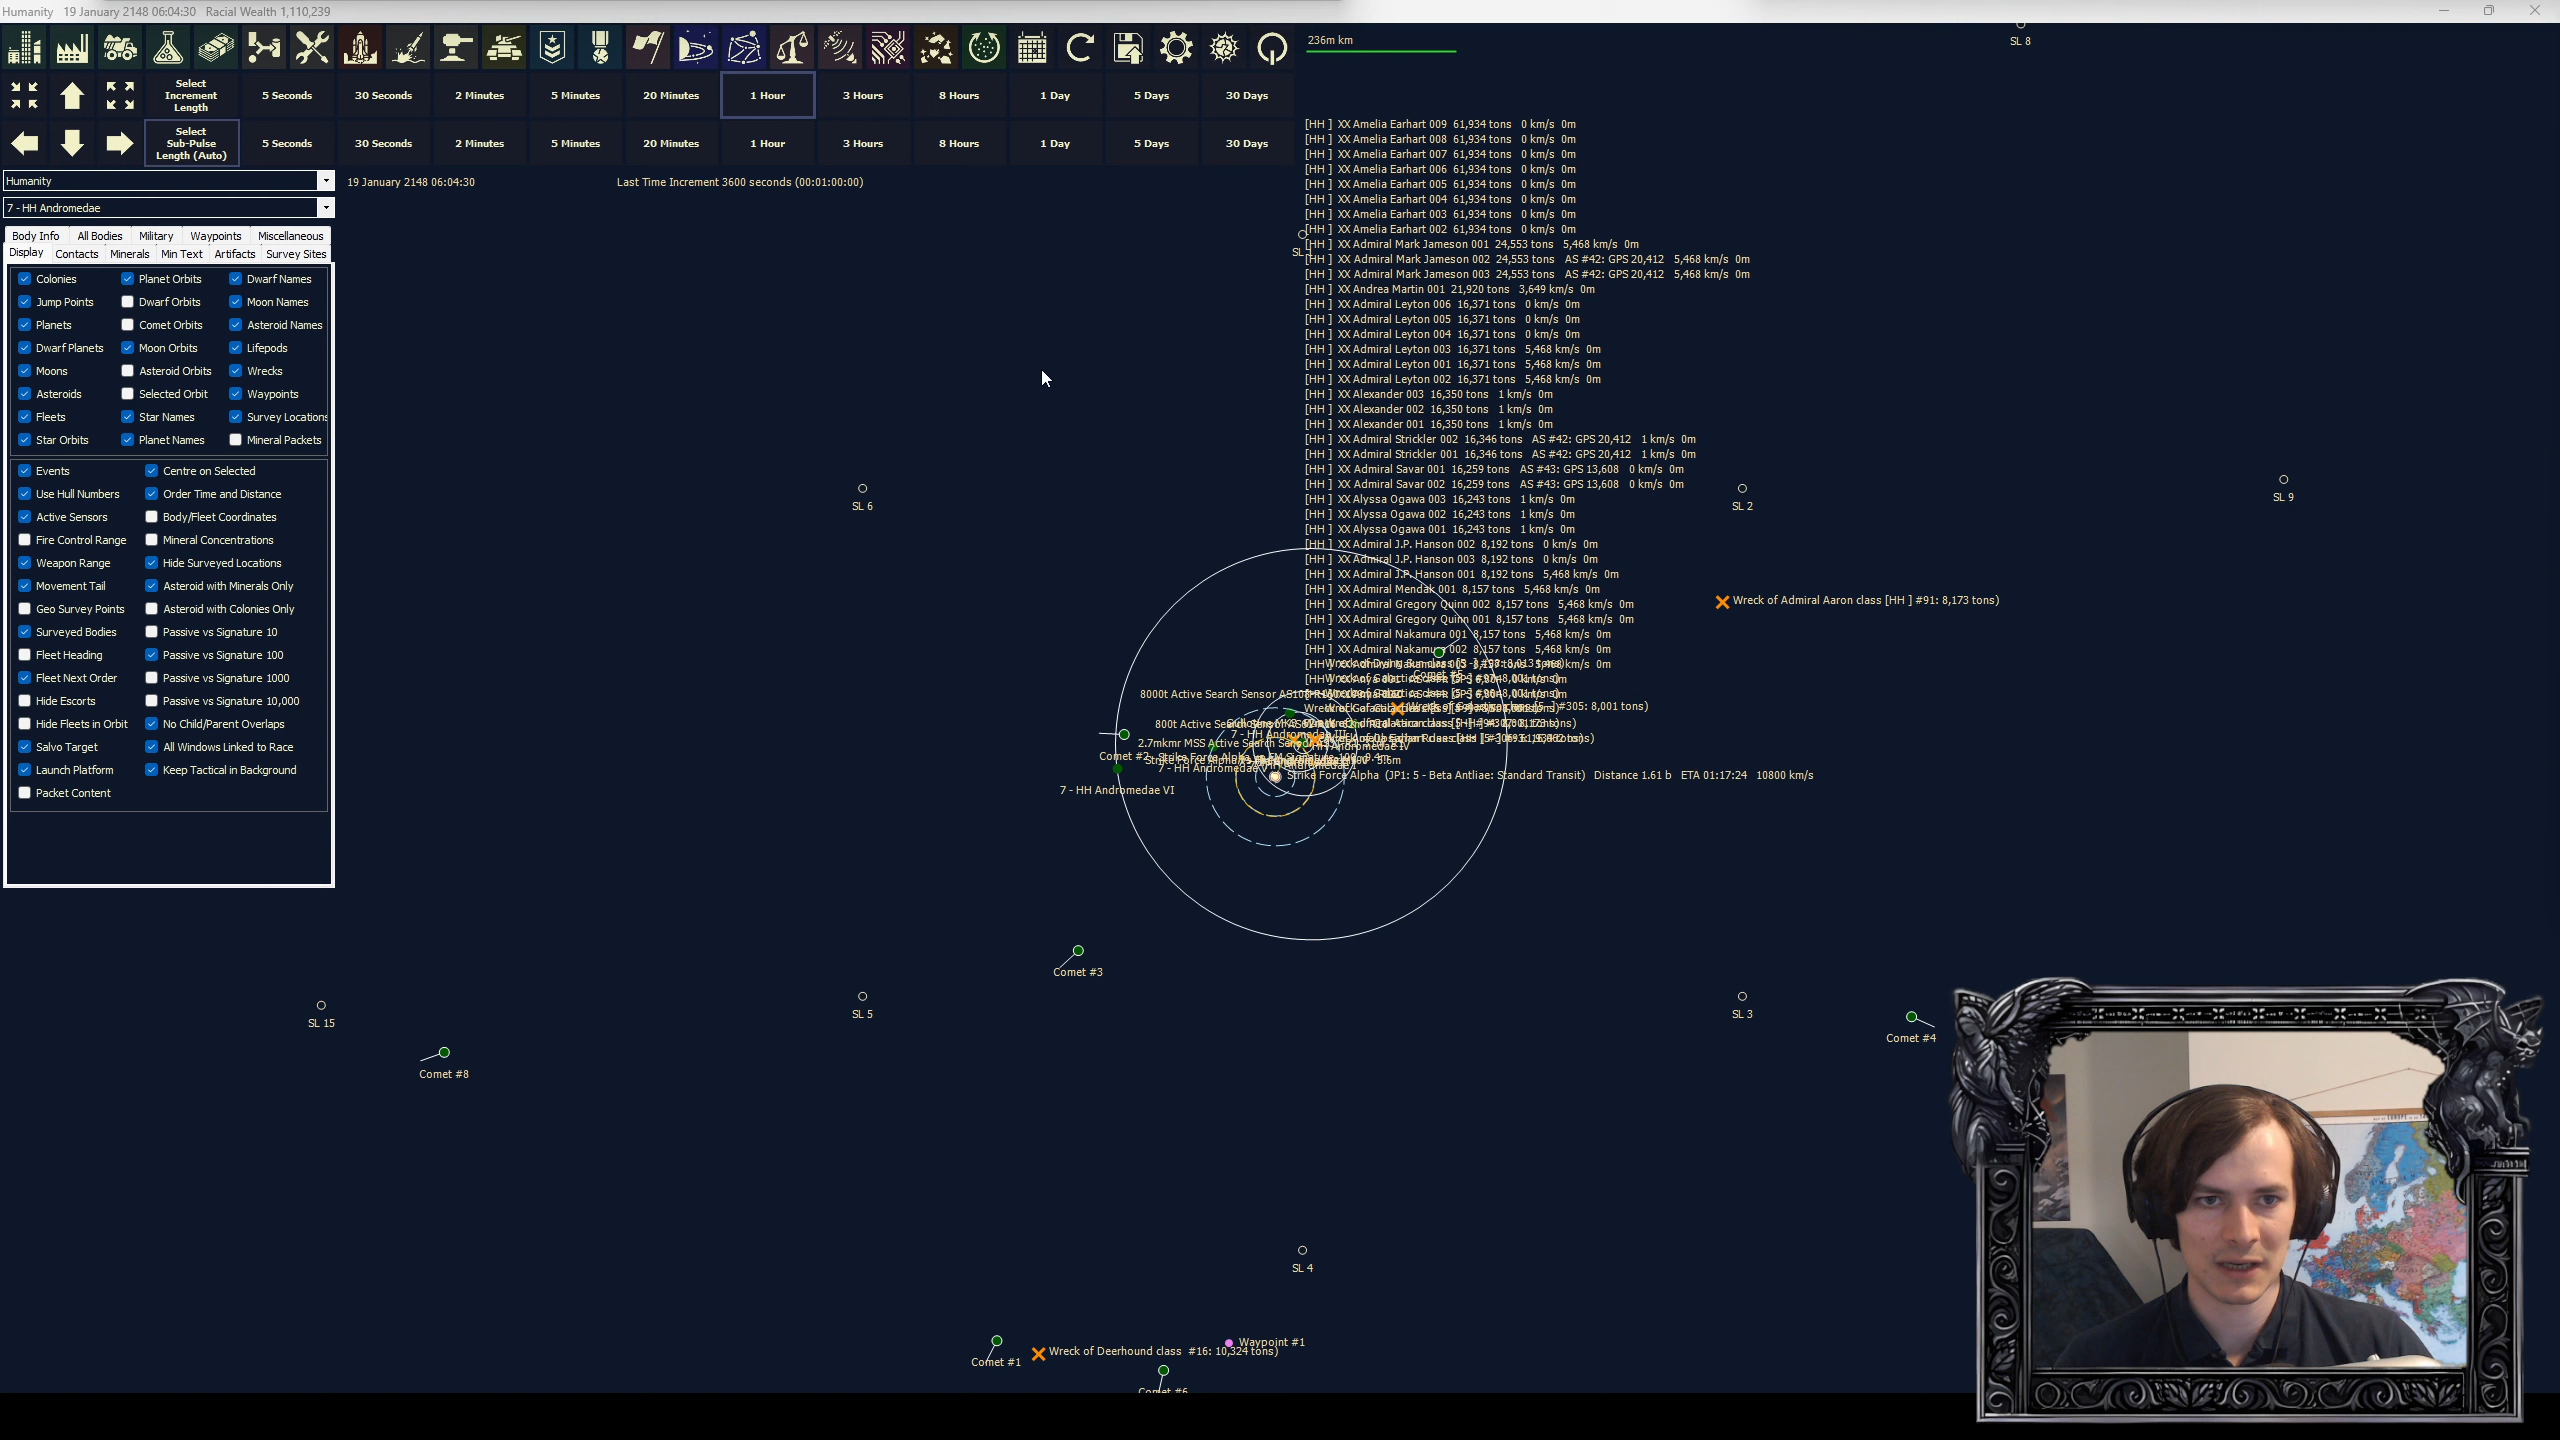 Humanity 19 January 2148 06:04:30 Racial Wealth 1,110,239
236m km
SL 8
Select Increment Length
5 Seconds
30 Seconds
2 Minutes
5 Minutes
20 Minutes
1 Hour
3 Hours
8 Hours
1 Day
5 Days
30 Days
Select Sub-Pulse Length (Auto)
5 Seconds
30 Seconds
2 Minutes
5 Minutes
20 Minutes
1 Hour
3 Hours
8 Hours
1 Day
5 Days
30 Days
Humanity
19 January 2148 06:04:30
Last Time Increment 3600 seconds (00:01:00:00)
7 - HH Andromedae
Body Info All Bodies Military Waypoints Miscellaneous
Display Contacts Minerals Min Text Artifacts Survey Sites
Colonies Planet Orbits Dwarf Names
Jump Points Dwarf Orbits Moon Names
Planets Comet Orbits Asteroid Names
Dwarf Planets Moon Orbits Lifepods
Moons Asteroid Orbits Wrecks
Asteroids Selected Orbit Waypoints
Fleets Star Names Survey Locations
Star Orbits Planet Names Mineral Packets
Events Centre on Selected
Use Hull Numbers Order Time and Distance
Active Sensors Body/Fleet Coordinates
Fire Control Range Mineral Concentrations
Weapon Range Hide Surveyed Locations
Movement Tail Asteroid with Minerals Only
Geo Survey Points Asteroid with Colonies Only
Surveyed Bodies Passive vs Signature 10
Fleet Heading Passive vs Signature 100
Fleet Next Order Passive vs Signature 1000
Hide Escorts Passive vs Signature 10,000
Hide Fleets in Orbit No Child/Parent Overlaps
Salvo Target All Windows Linked to Race
Launch Platform Keep Tactical in Background
Packet Content
[HH ] XX Amelia Earhart 009 61,934 tons 0 km/s 0m
[HH ] XX Amelia Earhart 008 61,934 tons 0 km/s 0m
[HH ] XX Amelia Earhart 007 61,934 tons 0 km/s 0m
[HH ] XX Amelia Earhart 006 61,934 tons 0 km/s 0m
[HH ] XX Amelia Earhart 005 61,934 tons 0 km/s 0m
[HH ] XX Amelia Earhart 004 61,934 tons 0 km/s 0m
[HH ] XX Amelia Earhart 003 61,934 tons 0 km/s 0m
[HH ] XX Amelia Earhart 002 61,934 tons 0 km/s 0m
[HH ] XX Admiral Mark Jameson 001 24,553 tons 5,468 km/s 0m
[HH ] XX Admiral Mark Jameson 002 24,553 tons AS #42: GPS 20,412 5,468 km/s 0m
[HH ] XX Admiral Mark Jameson 003 24,553 tons AS #42: GPS 20,412 5,468 km/s 0m
[HH ] XX Andrea Martin 001 21,920 tons 3,649 km/s 0m
[HH ] XX Admiral Leyton 006 16,371 tons 0 km/s 0m
[HH ] XX Admiral Leyton 005 16,371 tons 0 km/s 0m
[HH ] XX Admiral Leyton 004 16,371 tons 0 km/s 0m
[HH ] XX Admiral Leyton 003 16,371 tons 5,468 km/s 0m
[HH ] XX Admiral Leyton 001 16,371 tons 5,468 km/s 0m
[HH ] XX Admiral Leyton 002 16,371 tons 5,468 km/s 0m
[HH ] XX Alexander 003 16,350 tons 1 km/s 0m
[HH ] XX Alexander 002 16,350 tons 1 km/s 0m
[HH ] XX Alexander 001 16,350 tons 1 km/s 0m
[HH ] XX Admiral Strickler 002 16,346 tons AS #42: GPS 20,412 1 km/s 0m
[HH ] XX Admiral Strickler 001 16,346 tons AS #42: GPS 20,412 1 km/s 0m
[HH ] XX Admiral Savar 001 16,259 tons AS #43: GPS 13,608 0 km/s 0m
[HH ] XX Admiral Savar 002 16,259 tons AS #43: GPS 13,608 0 km/s 0m
[HH ] XX Alyssa Ogawa 003 16,243 tons 1 km/s 0m
[HH ] XX Alyssa Ogawa 002 16,243 tons 1 km/s 0m
[HH ] XX Alyssa Ogawa 001 16,243 tons 1 km/s 0m
[HH ] XX Admiral J.P. Hanson 002 8,192 tons 0 km/s 0m
[HH ] XX Admiral J.P. Hanson 003 8,192 tons 0 km/s 0m
[HH ] XX Admiral J.P. Hanson 001 8,192 tons 5,468 km/s 0m
[HH ] XX Admiral Mendak 001 8,157 tons 5,468 km/s 0m
[HH ] XX Admiral Gregory Quinn 002 8,157 tons 5,468 km/s 0m
[HH ] XX Admiral Gregory Quinn 001 8,157 tons 5,468 km/s 0m
[HH ] XX Admiral Nakamura 001 8,157 tons 5,468 km/s 0m
[HH ] XX Admiral Nakamura 002 8,157 tons 5,468 km/s 0m
SL 6
SL 2
SL 9
Wreck of Admiral Aaron class [HH ] #91: 8,173 tons)
8000t Active Search Sensor
#305: 8,001 tons)
800t Active Search Sensor
2.7mkmr MSS Active Search
Comet #2
7 - HH Andromedae V
Strike Force Alpha (JP1: 5 - Beta Antliae: Standard Transit) Distance 1.61 b ETA 01:17:24 10800 km/s
7 - HH Andromedae VI
Comet #3
SL 15
SL 5
SL 3
Comet #4
Comet #8
SL 4
Waypoint #1
Comet #1
Wreck of Deerhound class #16: 10,324 tons)
Comet #6